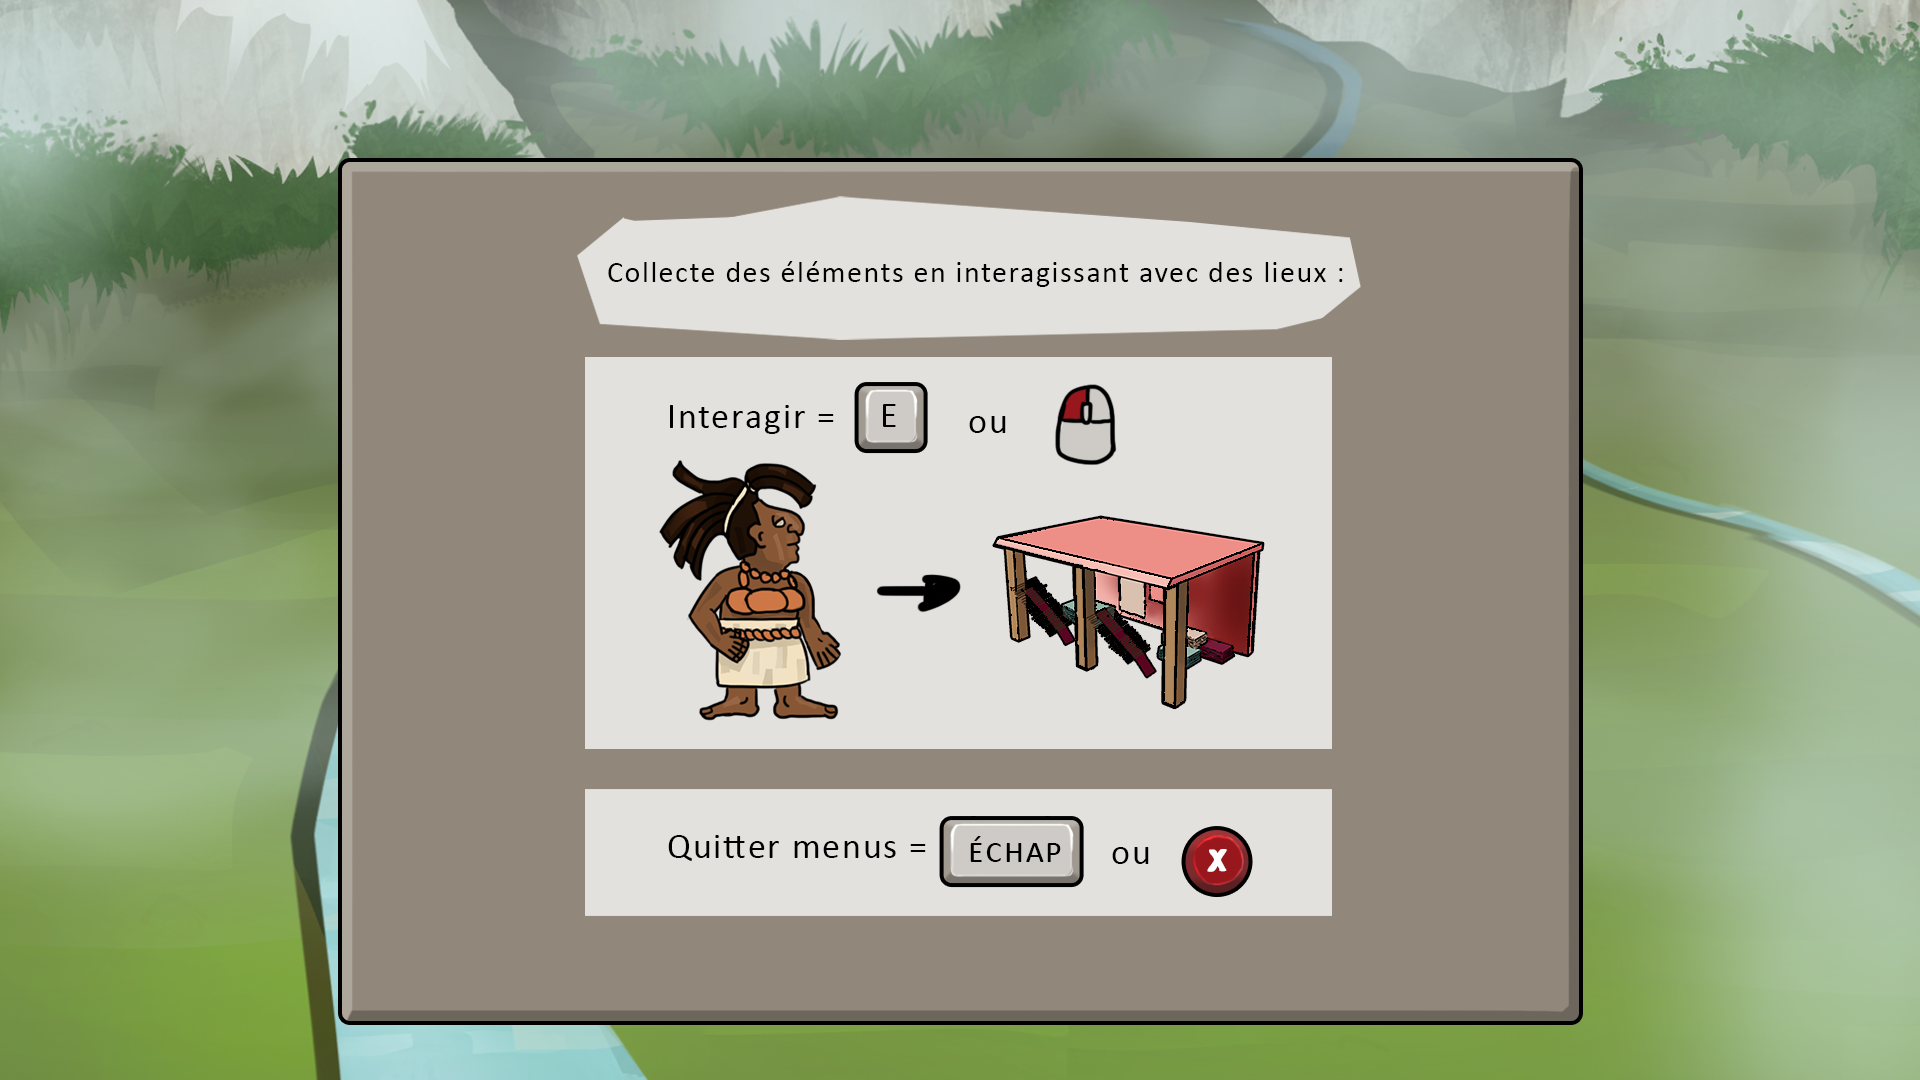 Collecte des éléments en interagissant avec des lieux :
Interagir = E ou
Quitter menus = ÉCHAP ou X